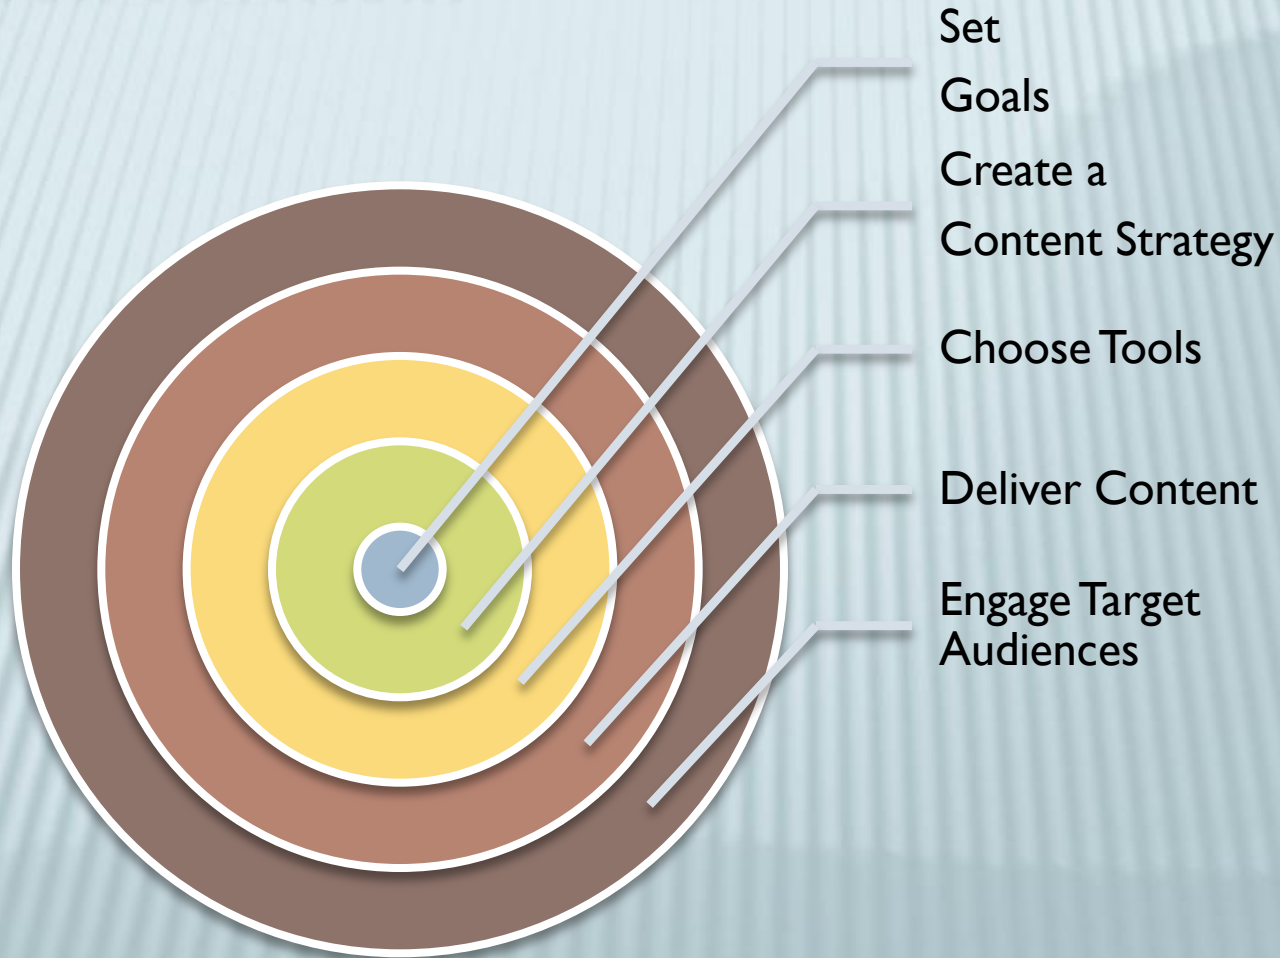 Set
Goals
Create a
Content Strategy
Choose Tools
Deliver Content
Engage Target
Audiences